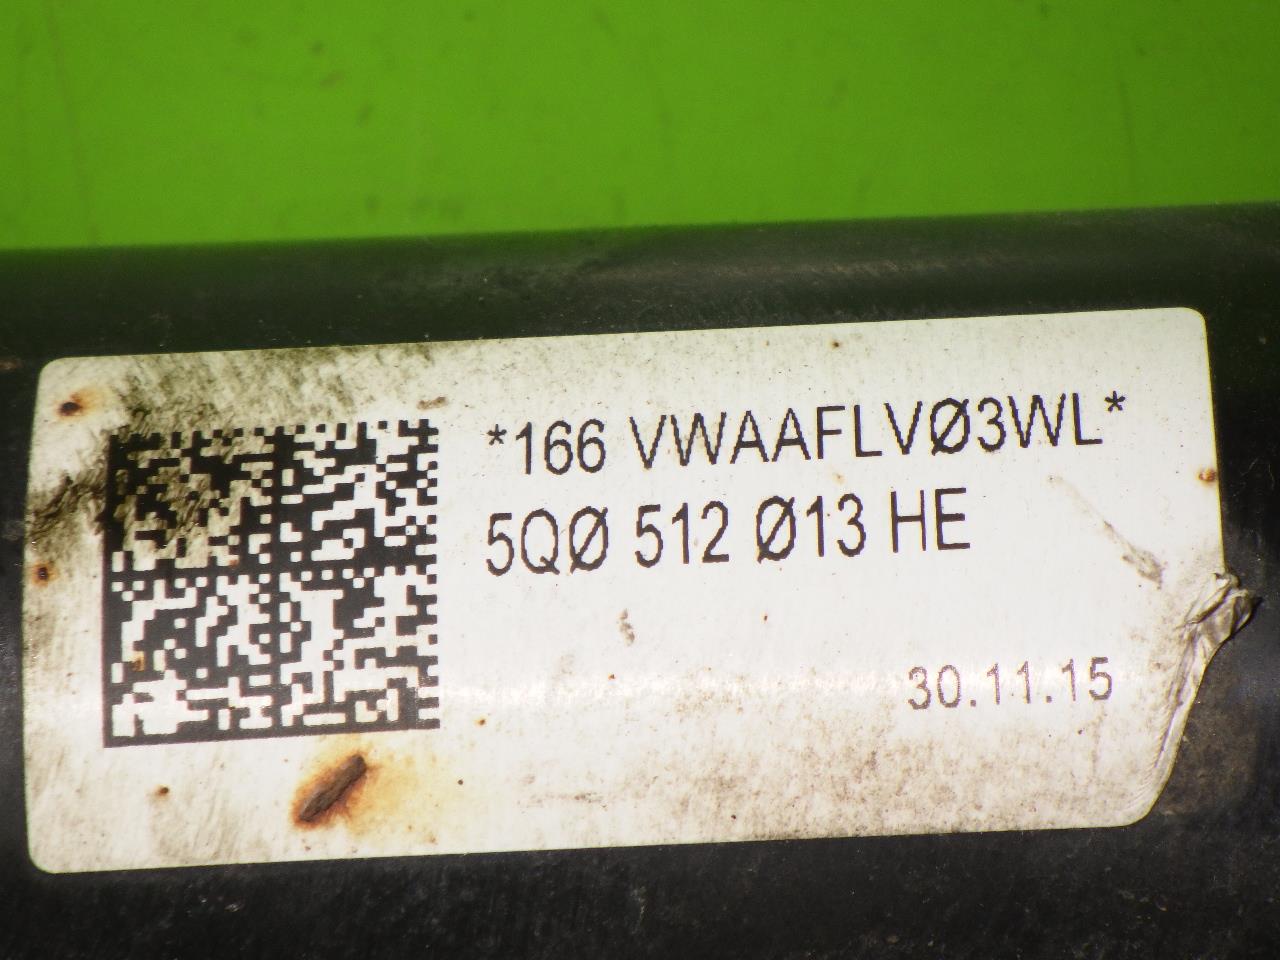 *166 VWAAFLVØ3WL*
5QØ 512 Ø13 HE
30.11.15